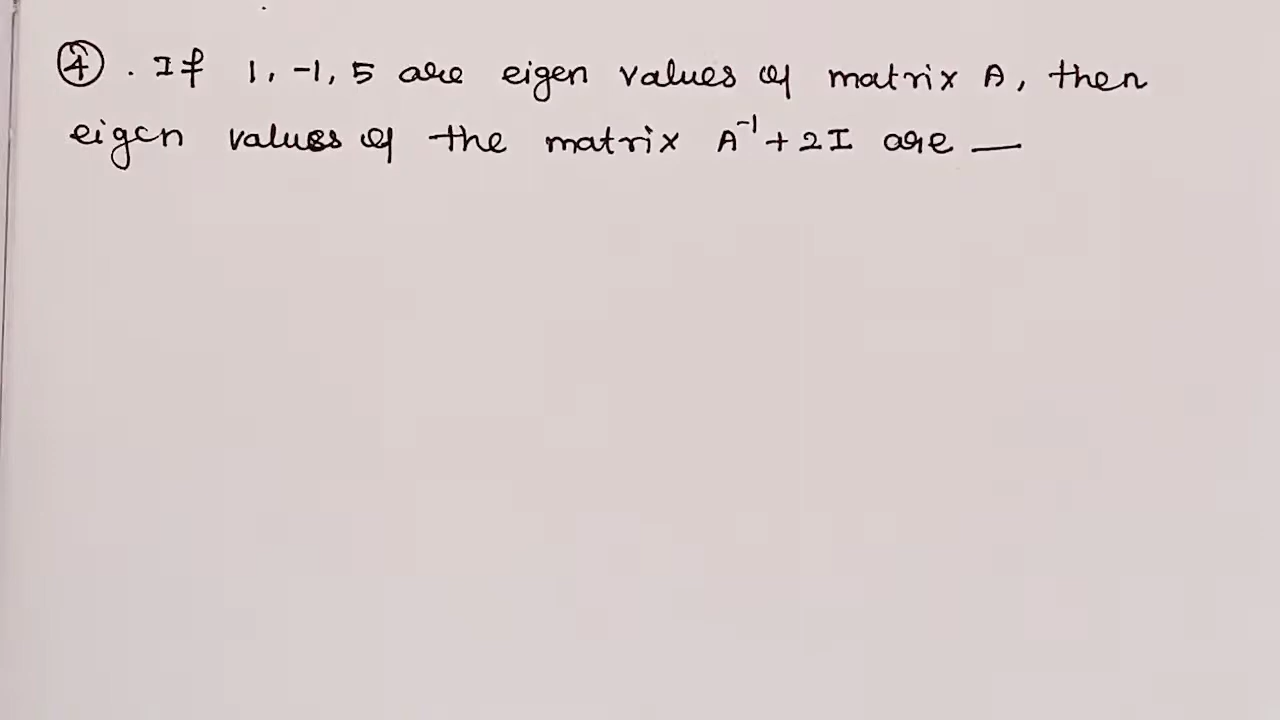 ④. If 1, -1, 5 are eigen values of matrix A, then
eigen values of the matrix A⁻¹ + 2I are —